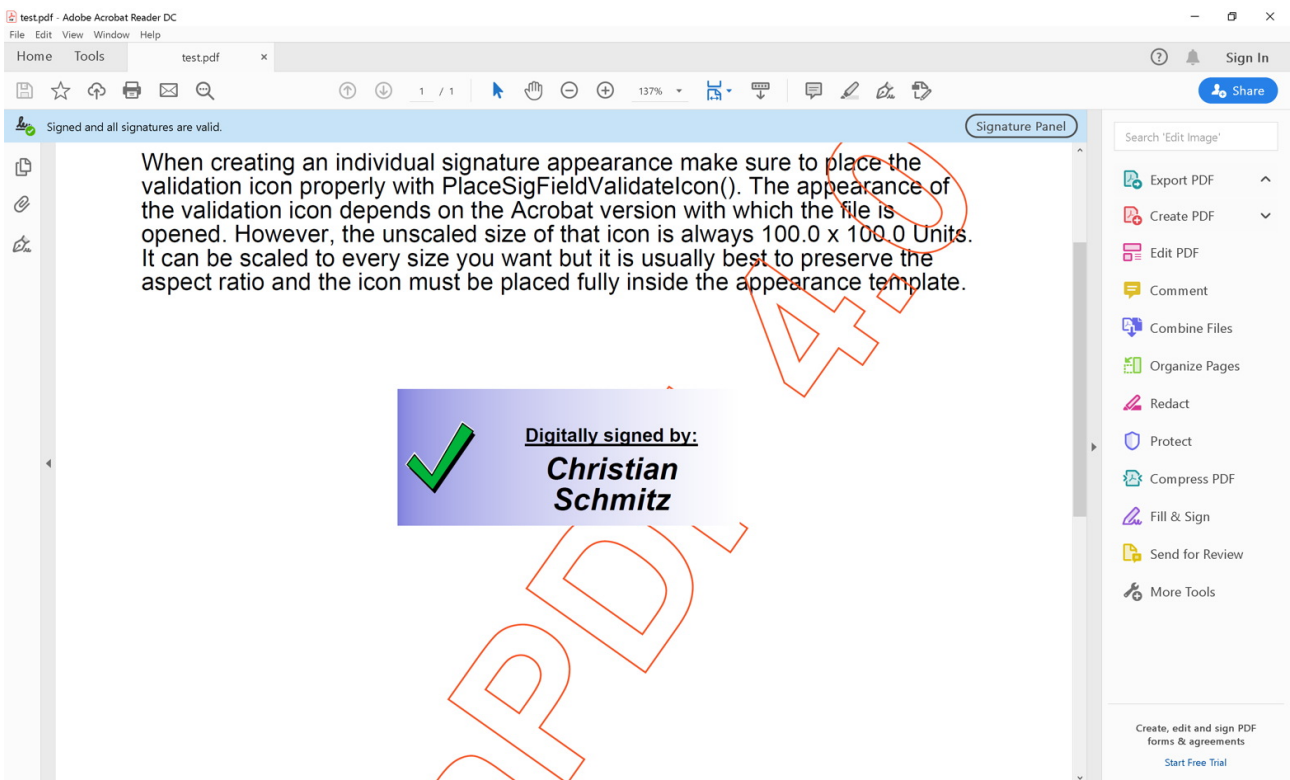 test.pdf - Adobe Acrobat Reader DC
File Edit View Window Help
Home Tools test.pdf × ? Sign In
1 / 1 137% Share
Signed and all signatures are valid. Signature Panel
Search 'Edit Image'
When creating an individual signature appearance make sure to place the
validation icon properly with PlaceSigFieldValidateIcon(). The appearance of
the validation icon depends on the Acrobat version with which the file is
opened. However, the unscaled size of that icon is always 100.0 x 100.0 Units.
It can be scaled to every size you want but it is usually best to preserve the
aspect ratio and the icon must be placed fully inside the appearance template.
Digitally signed by:
Christian
Schmitz
4.0
Export PDF
Create PDF
Edit PDF
Comment
Combine Files
Organize Pages
Redact
Protect
Compress PDF
Fill & Sign
Send for Review
More Tools
Create, edit and sign PDF
forms & agreements
Start Free Trial